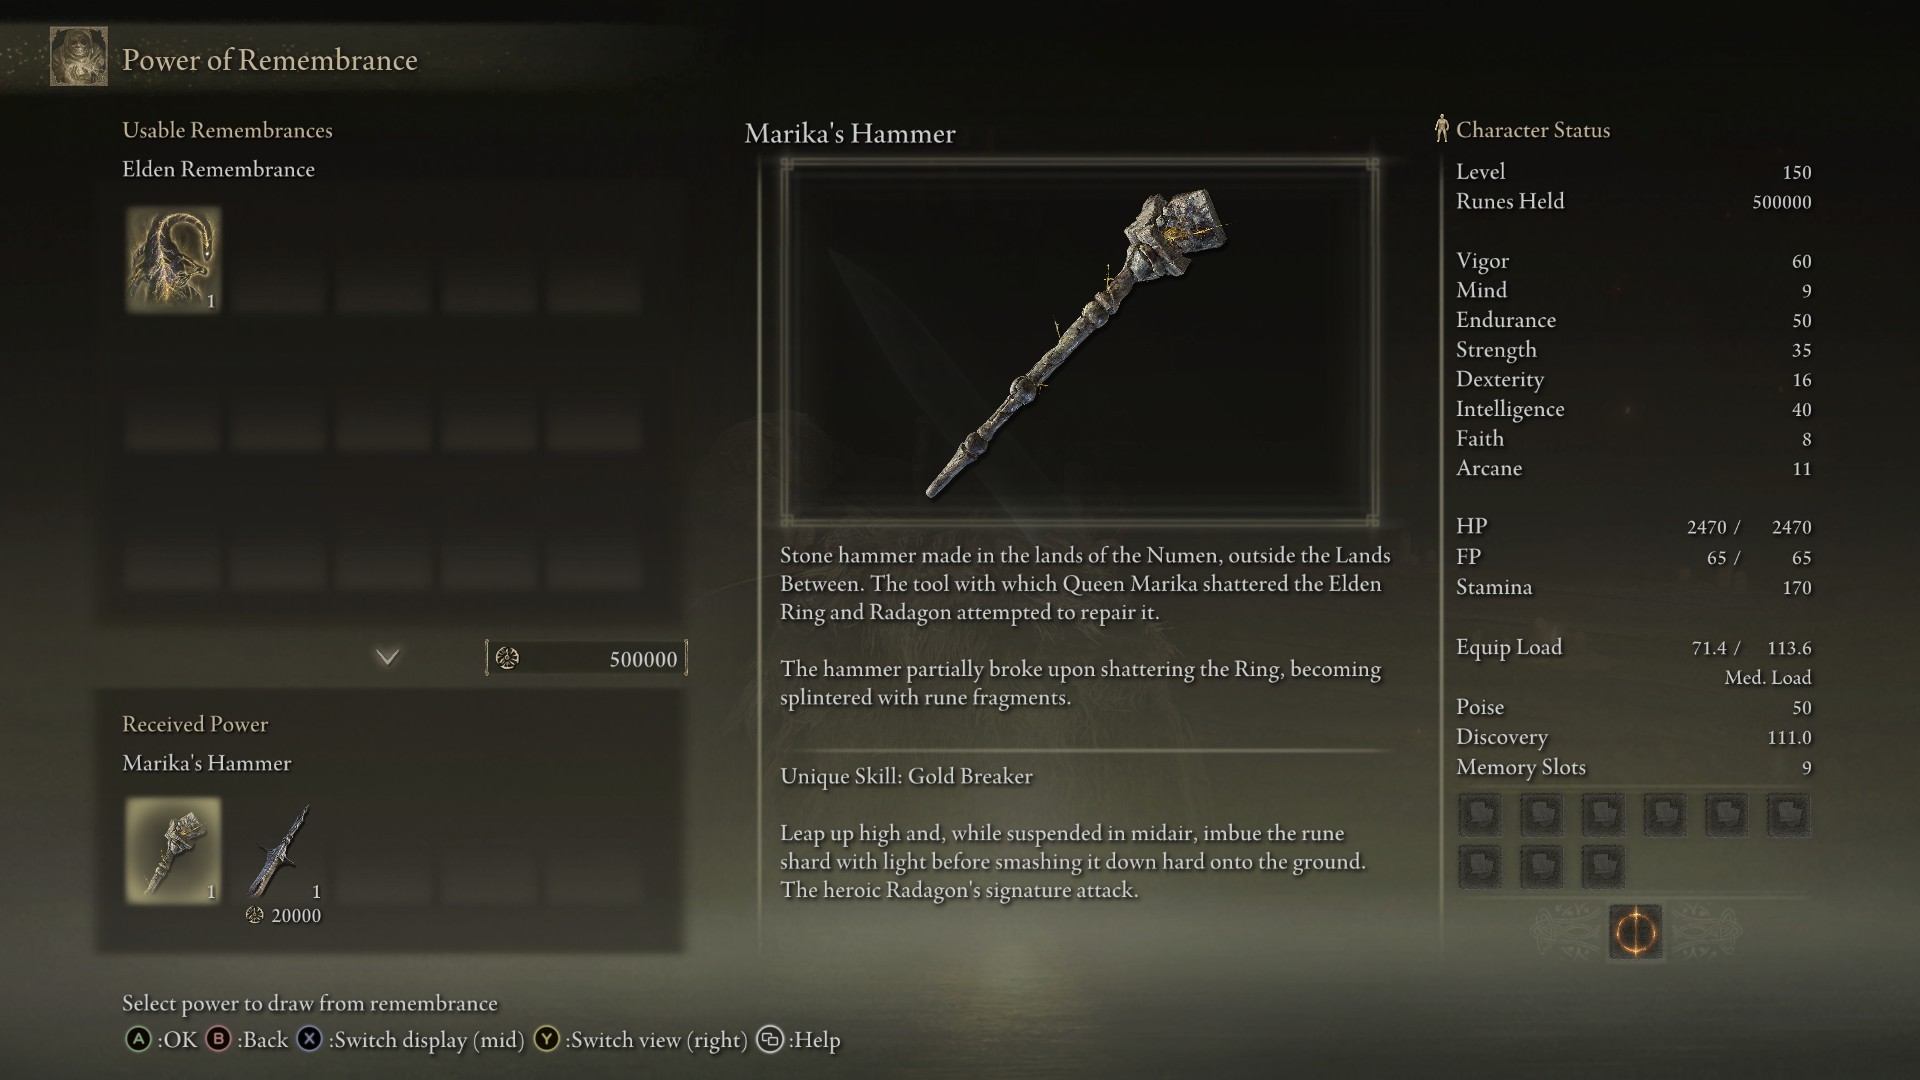 Power of Remembrance
Usable Remembrances
Elden Remembrance
1
500000
Received Power
Marika's Hammer
1
1
20000
Marika's Hammer
Stone hammer made in the lands of the Numen, outside the Lands
Between. The tool with which Queen Marika shattered the Elden
Ring and Radagon attempted to repair it.
The hammer partially broke upon shattering the Ring, becoming
splintered with rune fragments.
Unique Skill: Gold Breaker
Leap up high and, while suspended in midair, imbue the rune
shard with light before smashing it down hard onto the ground.
The heroic Radagon's signature attack.
Character Status
Level 150
Runes Held 500000
Vigor 60
Mind 9
Endurance 50
Strength 35
Dexterity 16
Intelligence 40
Faith 8
Arcane 11
HP 2470 / 2470
FP 65 / 65
Stamina 170
Equip Load 71.4 / 113.6
Med. Load
Poise 50
Discovery 111.0
Memory Slots 9
Select power to draw from remembrance
A :OK B :Back X :Switch display (mid) Y :Switch view (right) :Help